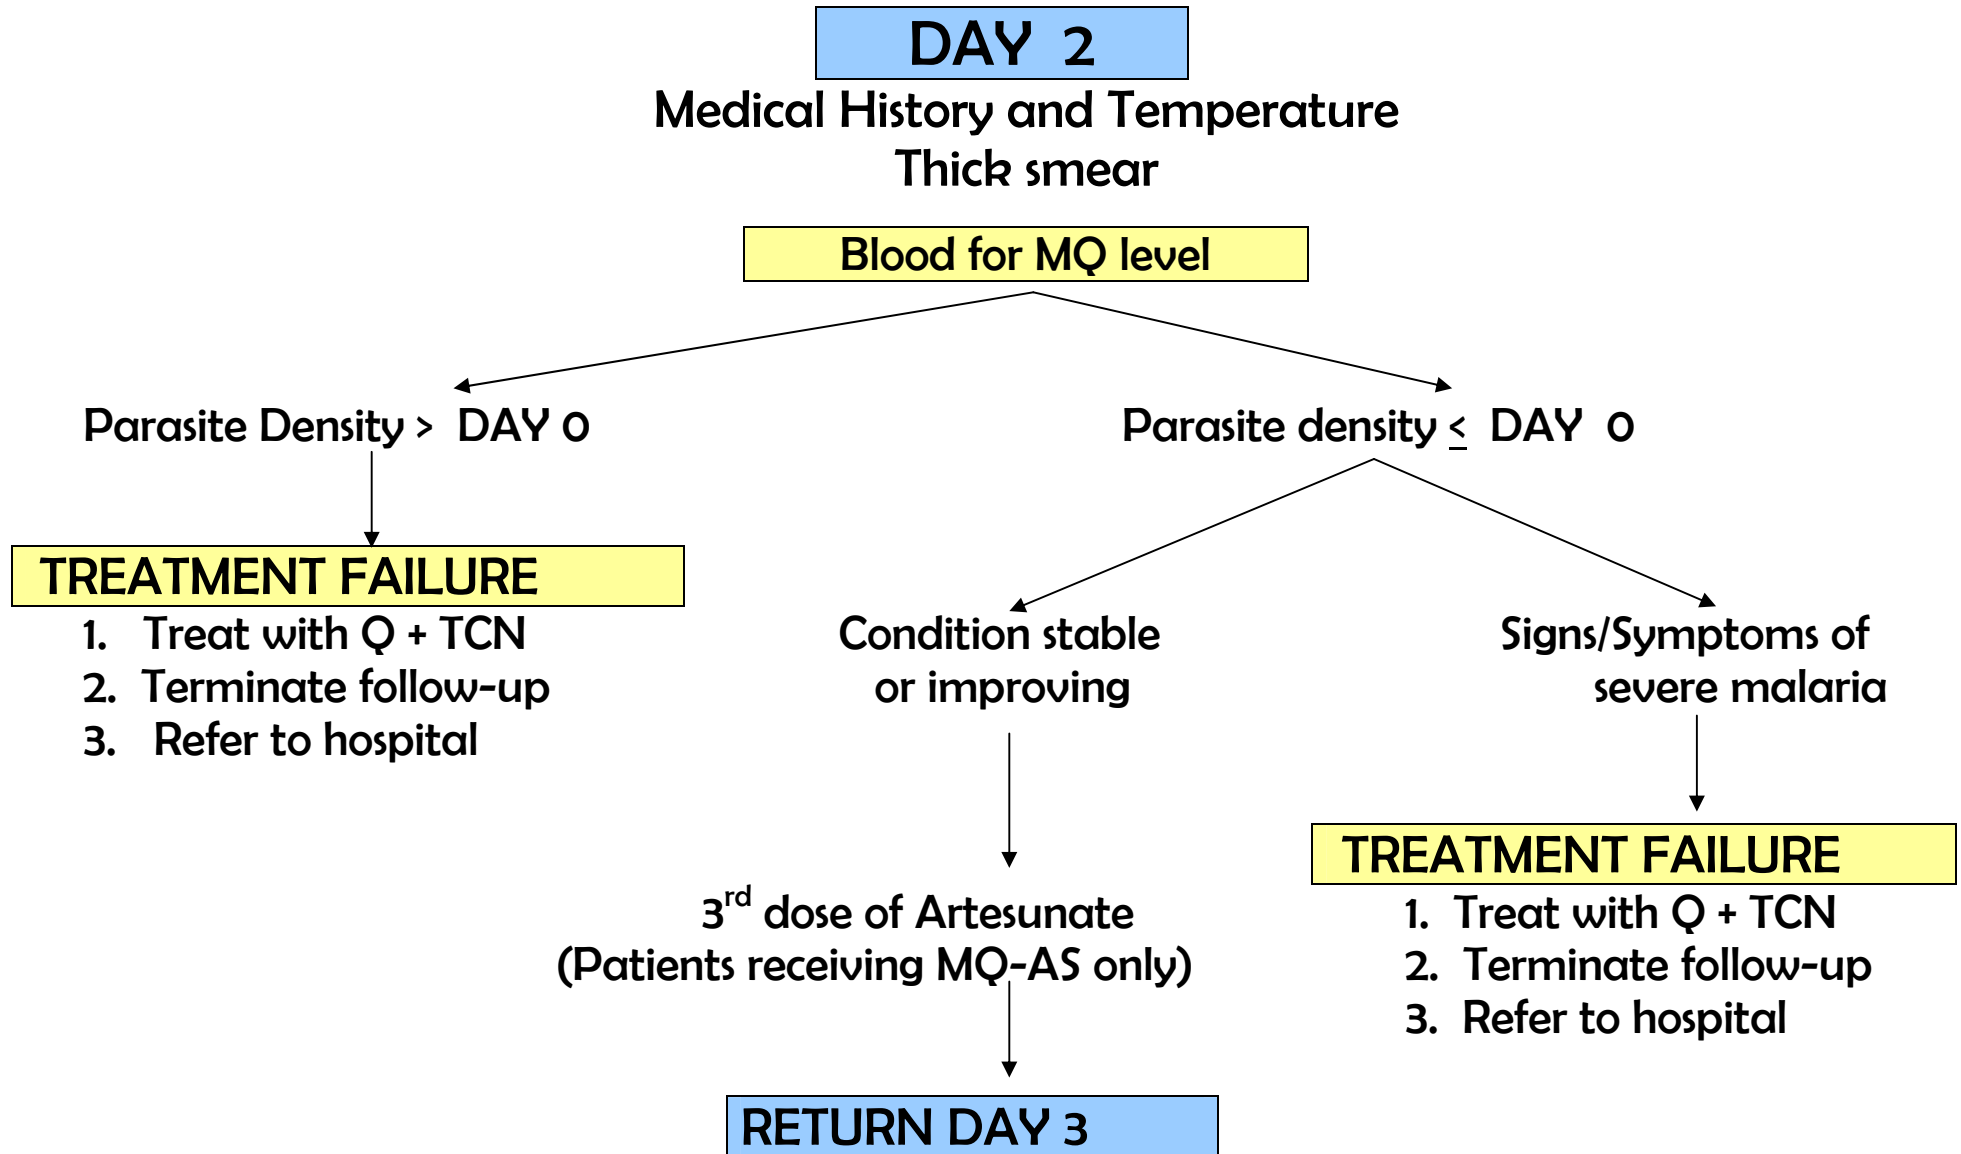 DAY 2
Medical History and Temperature
Thick smear
Blood for MQ level
Parasite Density > DAY 0
TREATMENT FAILURE
1. Treat with Q + TCN
2. Terminate follow-up
3. Refer to hospital
Parasite density ≤ DAY 0
Condition stable
or improving
3rd dose of Artesunate
(Patients receiving MQ-AS only)
RETURN DAY 3
Signs/Symptoms of
severe malaria
TREATMENT FAILURE
1. Treat with Q + TCN
2. Terminate follow-up
3. Refer to hospital